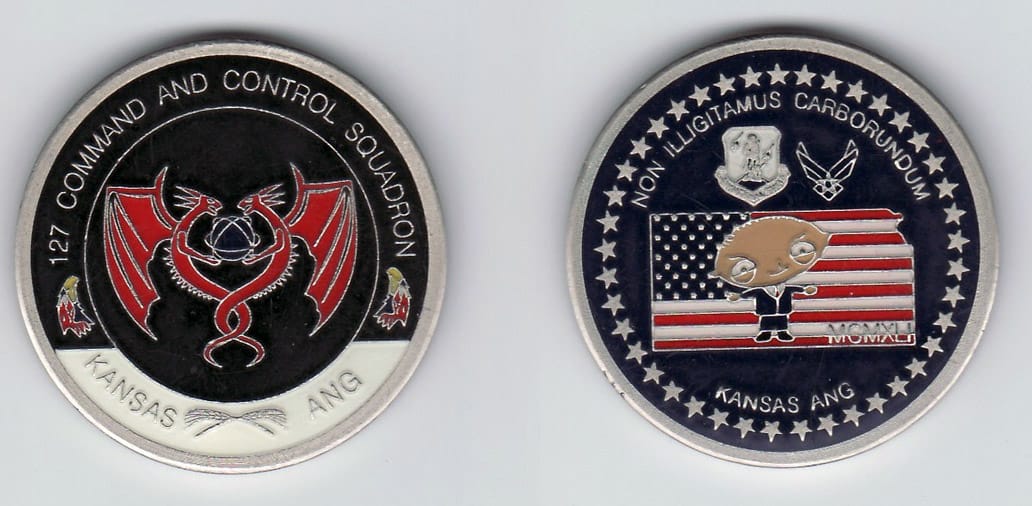 127 COMMAND AND CONTROL SQUADRON
KANSAS ANG
NON ILLIGITAMUS CARBORUNDUM
MCMXLI
KANSAS ANG